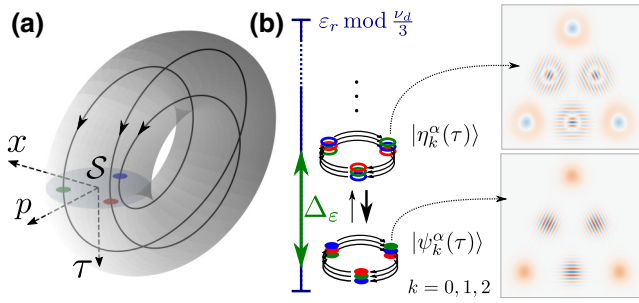 (a)
x
p
τ
S
(b)
ε_r mod ν_d/3
Δ_ε
|η_k^α(τ)⟩
|ψ_k^α(τ)⟩
k = 0, 1, 2